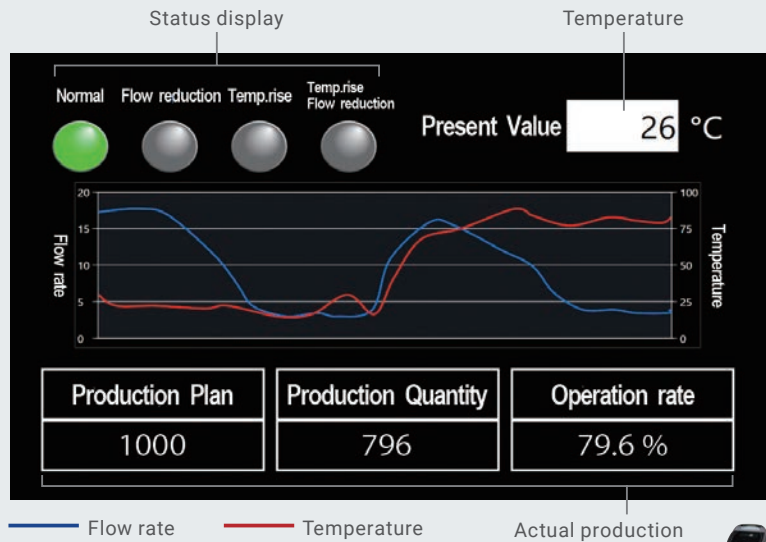 Status display
Temperature
Normal Flow reduction Temp.rise Temp.rise
Flow reduction
Present Value 26 °C
20
15
10
5
0
Flow rate
100
75
50
25
0
Temperature
Production Plan
1000
Production Quantity
796
Operation rate
79.6 %
Flow rate
Temperature
Actual production